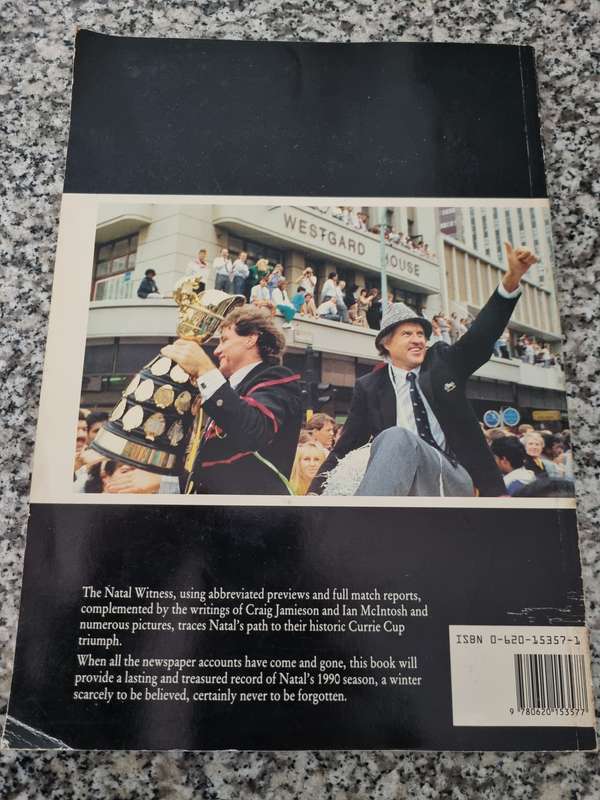 WESTGARD HOUSE
The Natal Witness, using abbreviated previews and full match reports,
complemented by the writings of Craig Jamieson and Ian McIntosh and
numerous pictures, traces Natal's path to their historic Currie Cup
triumph.
When all the newspaper accounts have come and gone, this book will
provide a lasting and treasured record of Natal's 1990 season, a winter
scarcely to be believed, certainly never to be forgotten.
ISBN 0-620-15357-1
9 780620 153577